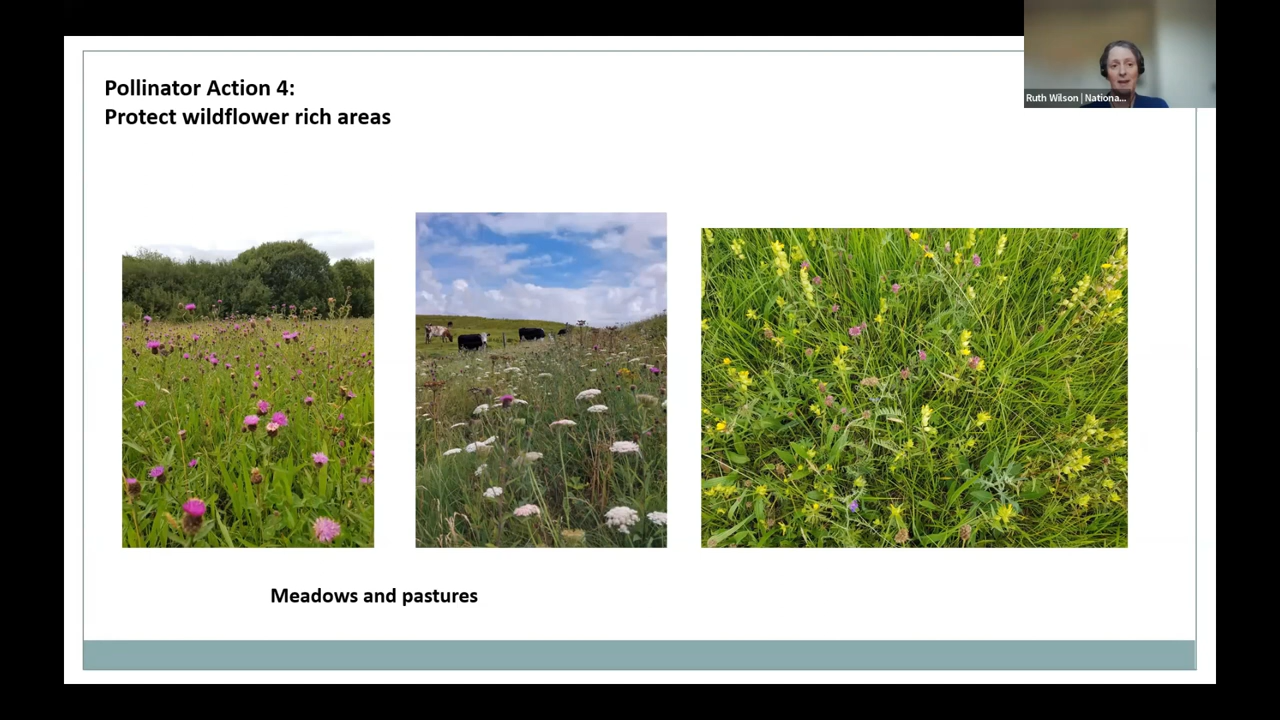 Pollinator Action 4:
Protect wildflower rich areas
Ruth Wilson | Nationa...
Meadows and pastures